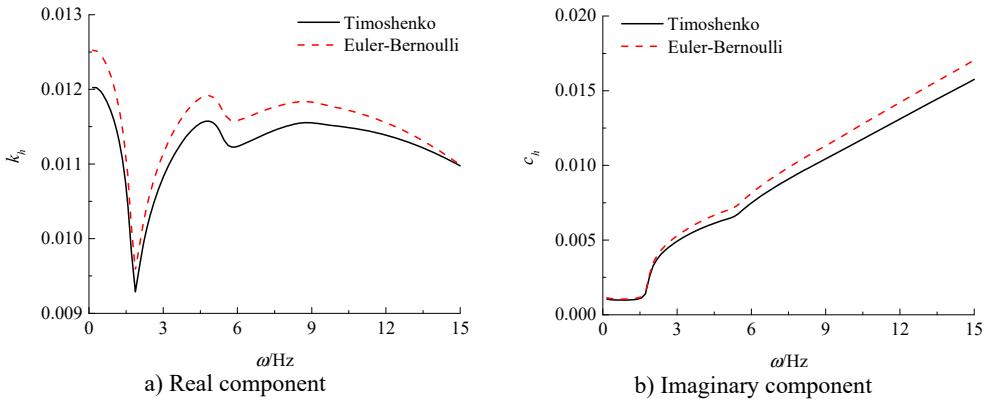 0.013
0.012
0.011
0.010
0.009
k_h
0
3
6
9
12
15
ω/Hz
Timoshenko
Euler-Bernoulli
a) Real component
0.020
0.015
0.010
0.005
0.000
c_h
0
3
6
9
12
15
ω/Hz
Timoshenko
Euler-Bernoulli
b) Imaginary component